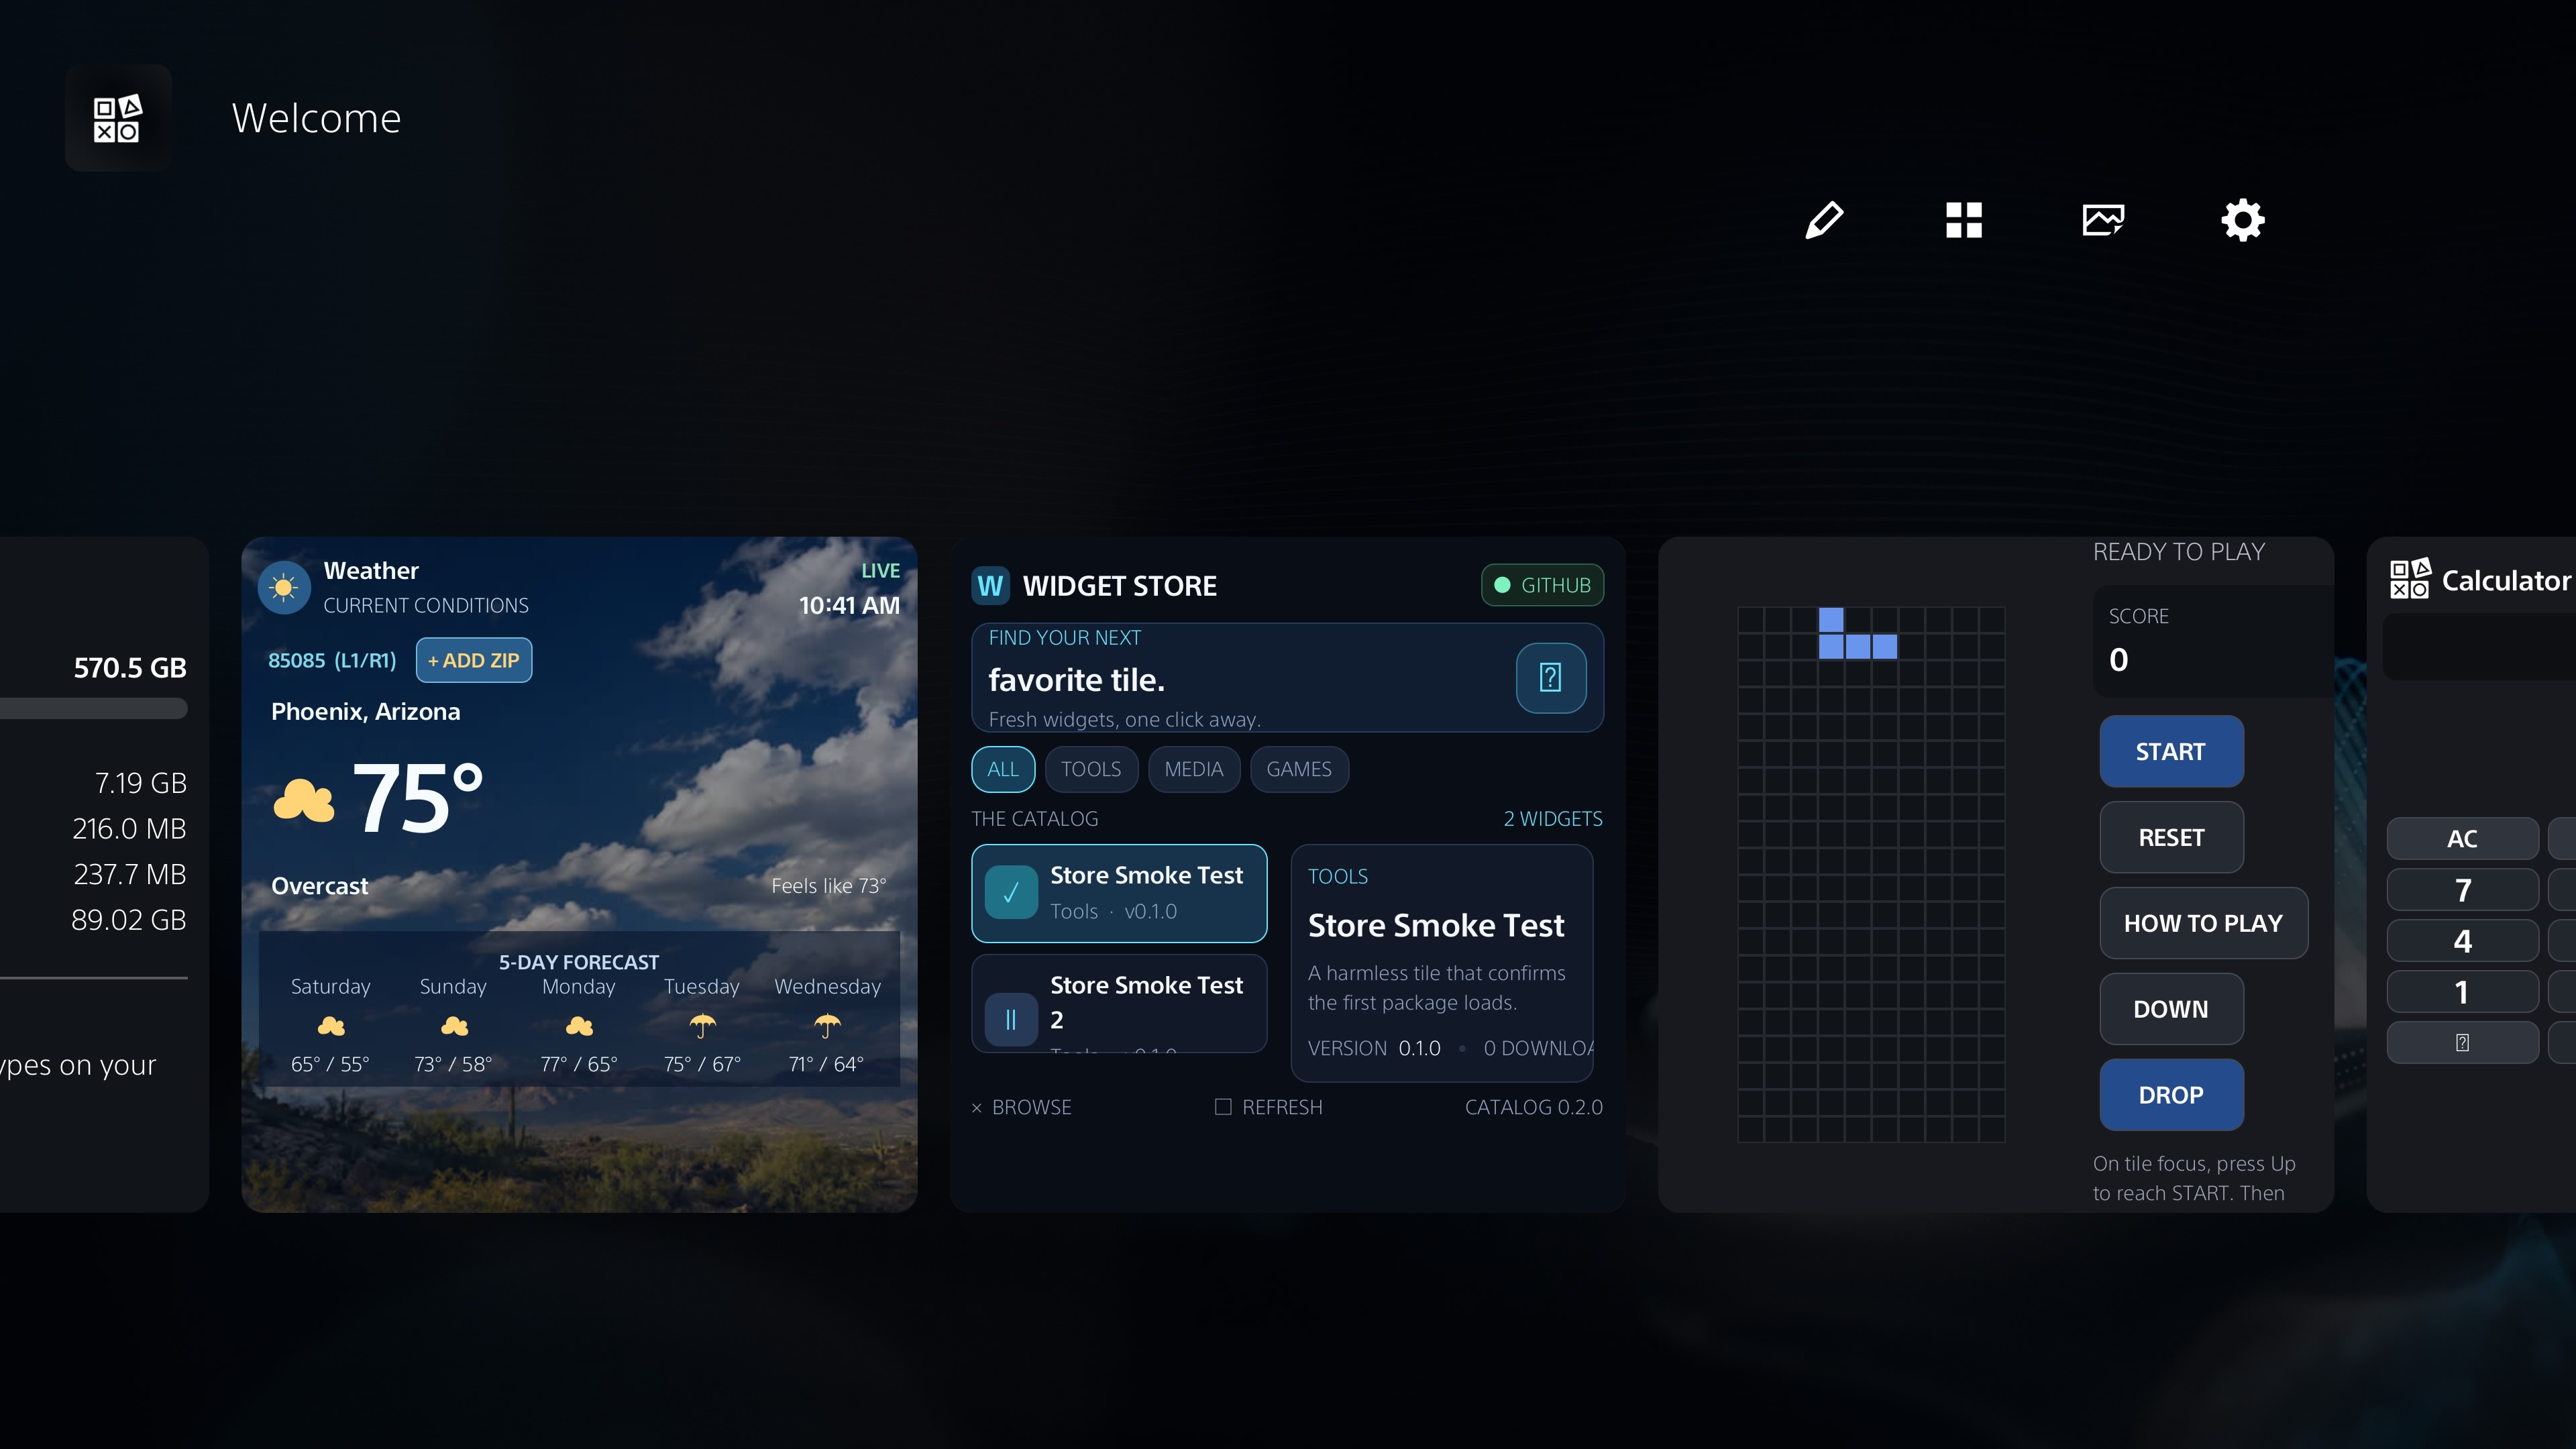 Welcome
570.5 GB
7.19 GB
216.0 MB
237.7 MB
89.02 GB
ypes on your
Weather
CURRENT CONDITIONS
LIVE
10:41 AM
85085 (L1/R1)
+ ADD ZIP
Phoenix, Arizona
75°
Overcast
Feels like 73°
5-DAY FORECAST
Saturday Sunday Monday Tuesday Wednesday
65° / 55° 73° / 58° 77° / 65° 75° / 67° 71° / 64°
W WIDGET STORE
GITHUB
FIND YOUR NEXT
favorite tile.
Fresh widgets, one click away.
ALL TOOLS MEDIA GAMES
THE CATALOG
2 WIDGETS
Store Smoke Test
Tools · v0.1.0
Store Smoke Test
2
Tools · v0.1.0
TOOLS
Store Smoke Test
A harmless tile that confirms
the first package loads.
VERSION 0.1.0 • 0 DOWNLOA
× BROWSE
□ REFRESH
CATALOG 0.2.0
READY TO PLAY
SCORE
0
START
RESET
HOW TO PLAY
DOWN
DROP
On tile focus, press Up
to reach START. Then
Calculator
AC
7
4
1